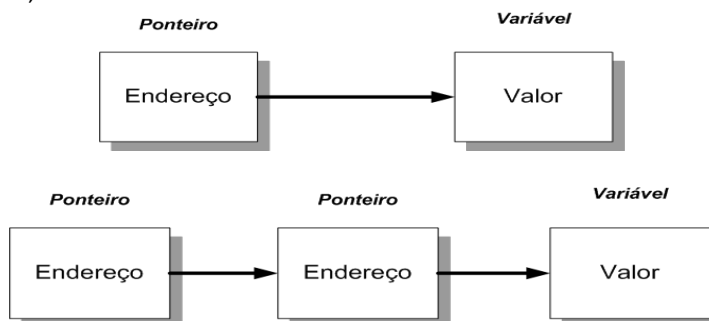 Ponteiro Variável
Endereço Valor
Ponteiro Ponteiro Variável
Endereço Endereço Valor